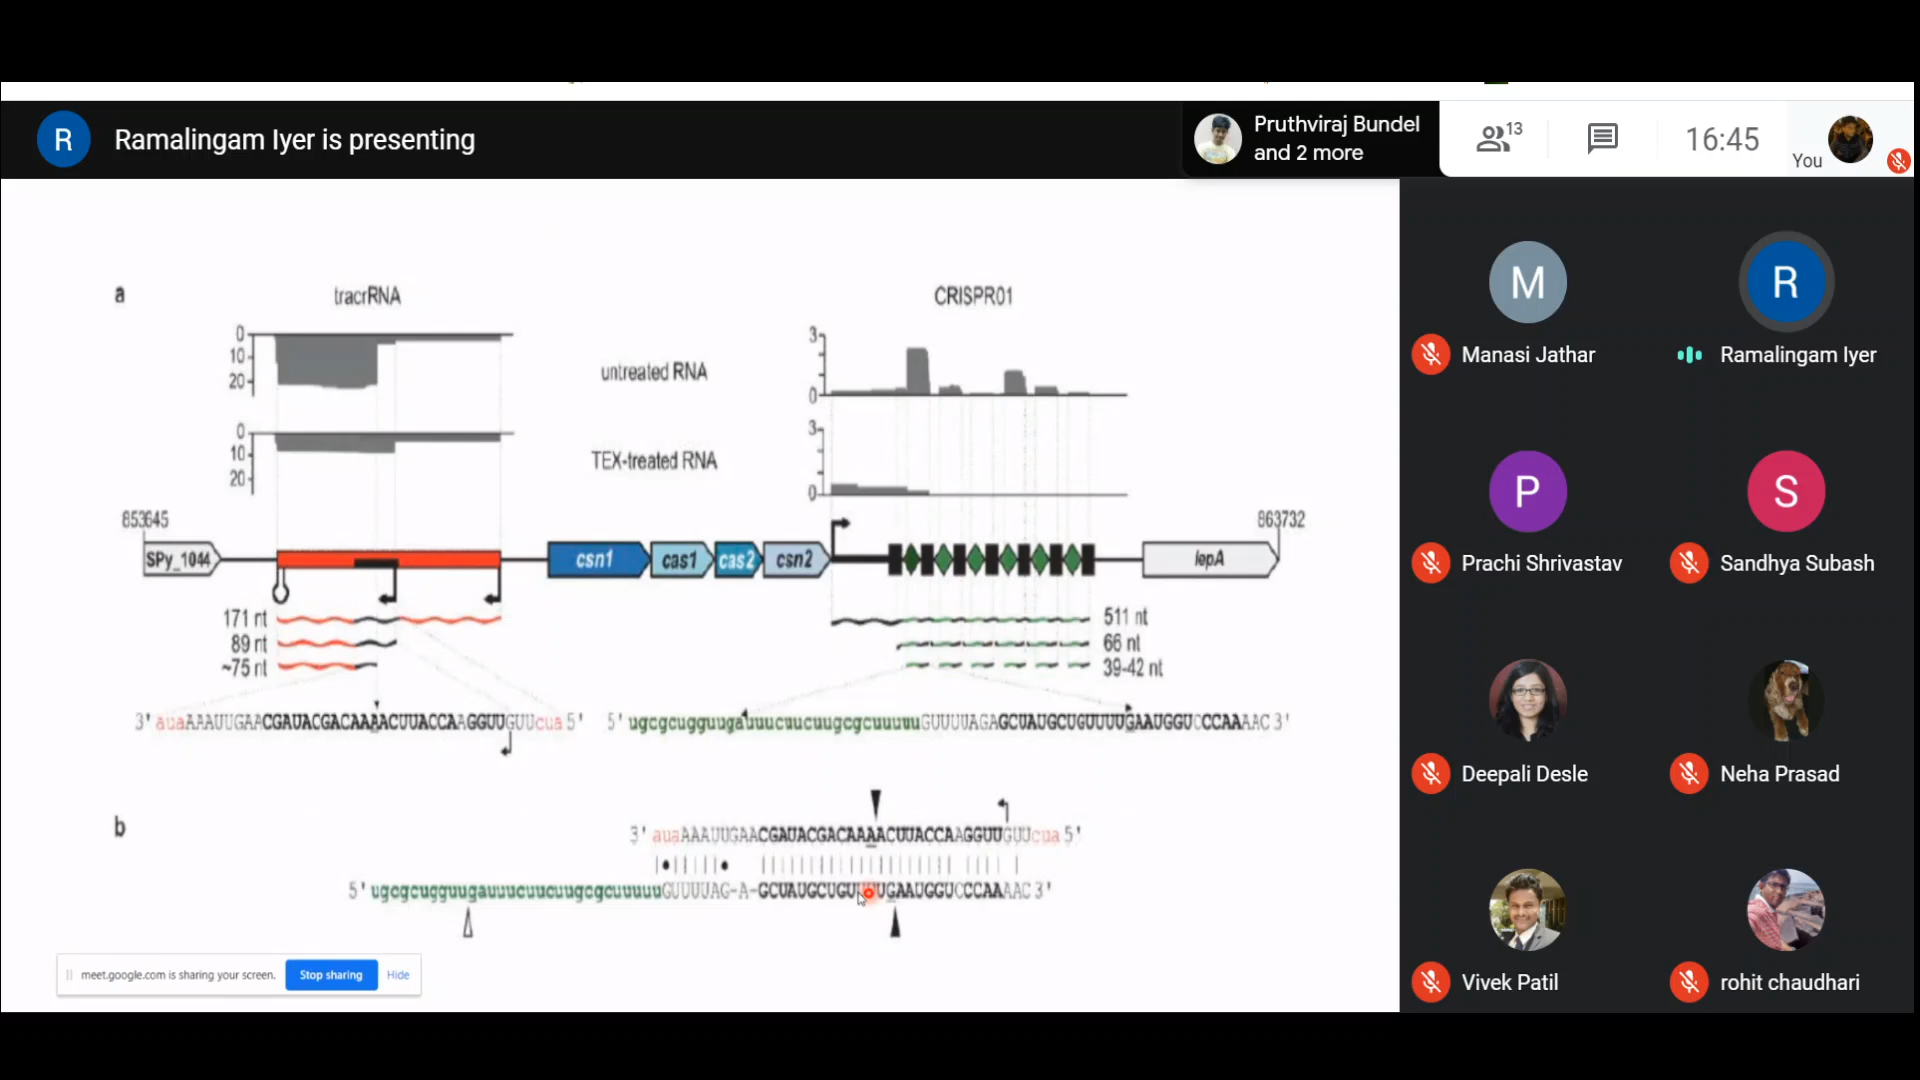 R Ramalingam Iyer is presenting
Pruthviraj Bundel
and 2 more
13
16:45
You
a
tracrRNA
CRISPR01
0
10
20
untreated RNA
3
0
0
10
20
TEX-treated RNA
3
0
853645
863732
SPy_1044
csn1
cas1
cas2
csn2
lepA
171 nt
89 nt
~75 nt
511 nt
66 nt
39-42 nt
3' auaAAAUUGAACGAUACGACAAAACUUACCAAGGUUGUUcua 5'
5' ugcgcugguugauuucuucuugcgcuuuuuGUUUUAGAGCUAUGCUGUUUUGAAUGGUCCCAAAAC 3'
b
3' auaAAAUUGAACGAUACGACAAAACUUACCAAGGUUGUUcua 5'
5' ugcgcugguugauuucuucuugcgcuuuuuGUUUUAG-A-GCUAUGCUGU UGAAUGGUCCCAAAAC 3'
meet.google.com is sharing your screen.
Stop sharing
Hide
M
R
Manasi Jathar
Ramalingam Iyer
P
S
Prachi Shrivastav
Sandhya Subash
Deepali Desle
Neha Prasad
Vivek Patil
rohit chaudhari